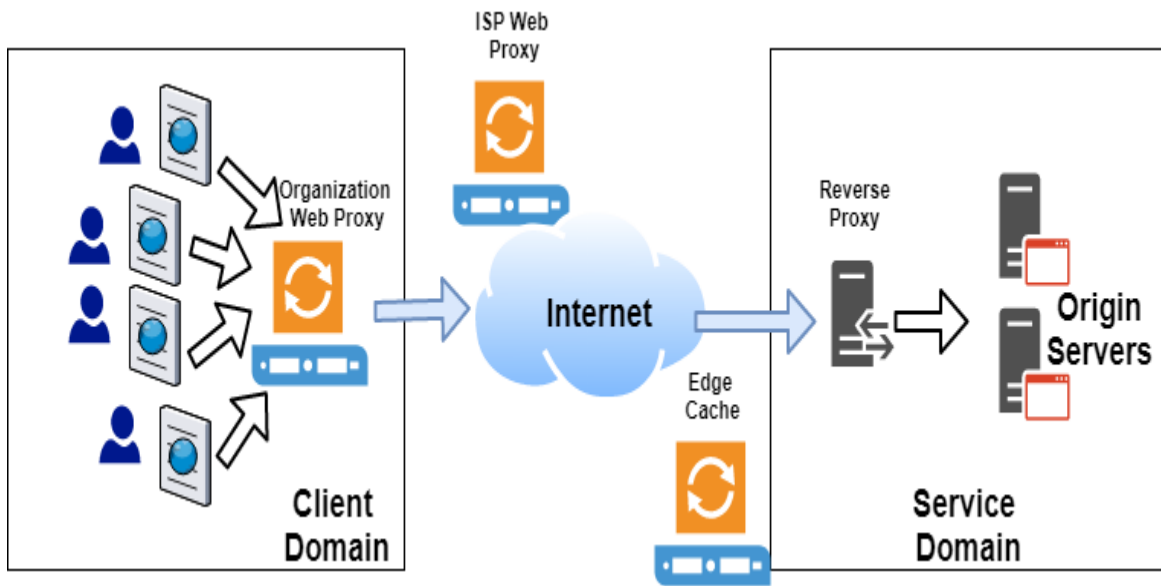 ISP Web
Proxy
Organization
Web Proxy
Reverse
Proxy
Internet
Origin
Servers
Edge
Cache
Client
Domain
Service
Domain